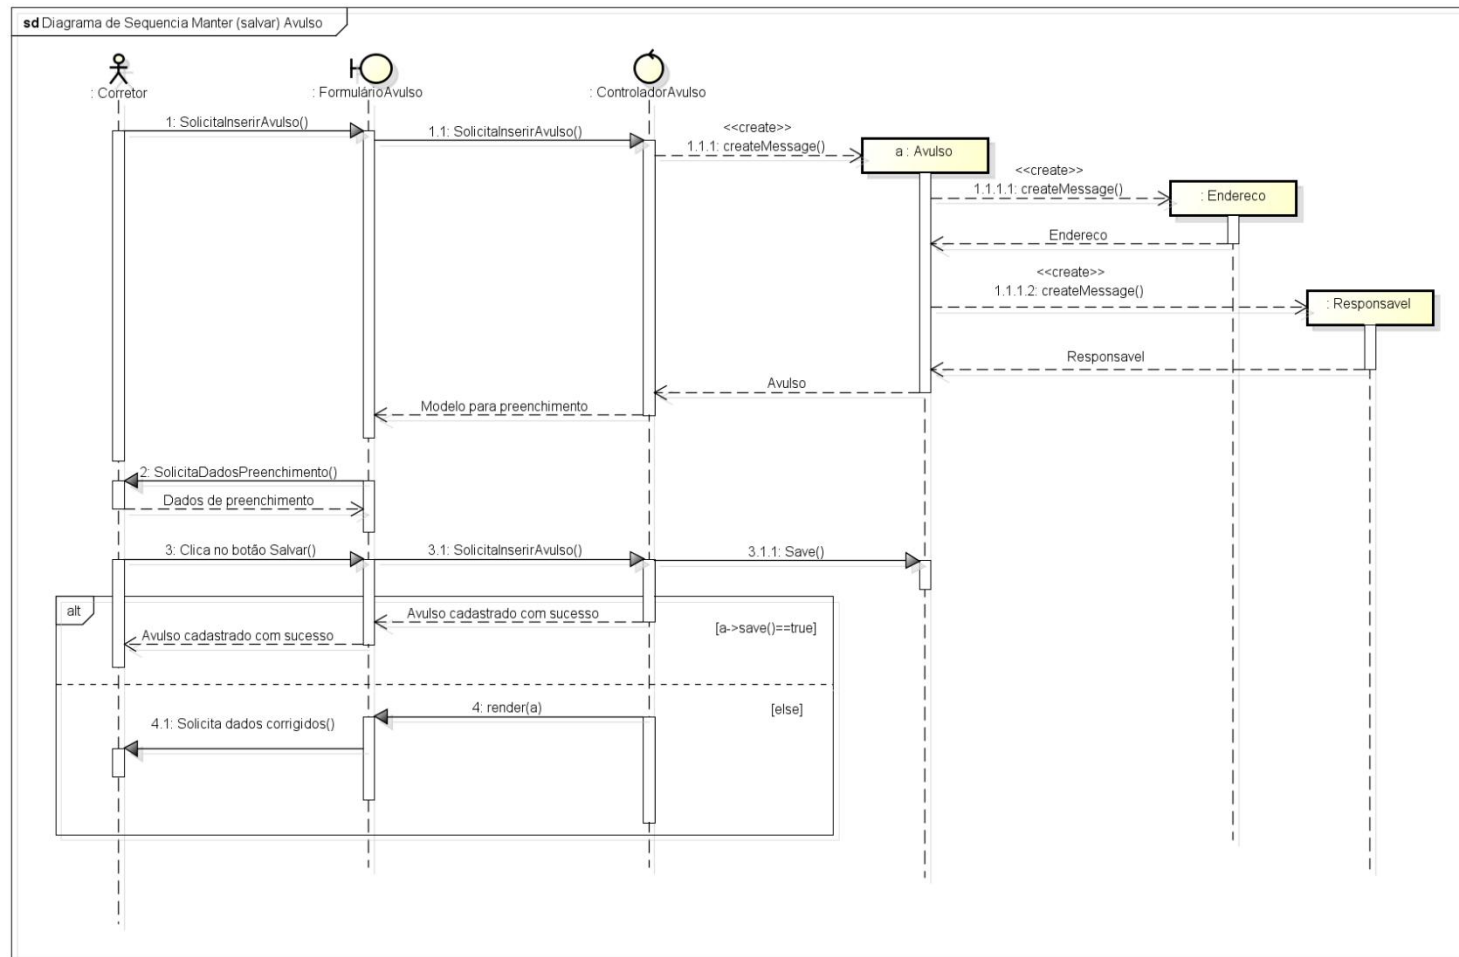 sd Diagrama de Sequencia Manter (salvar) Avulso
: Corretor
: FormulárioAvulso
: ControladorAvulso
1: SolicitaInserirAvulso()
1.1: SolicitaInserirAvulso()
<<create>>
1.1.1: createMessage()
a : Avulso
<<create>>
1.1.1.1: createMessage()
: Endereco
Endereco
<<create>>
1.1.1.2: createMessage()
: Responsavel
Responsavel
Avulso
Modelo para preenchimento
2: SolicitaDadosPreenchimento()
Dados de preenchimento
3: Clica no botão Salvar()
3.1: SolicitaInserirAvulso()
3.1.1: Save()
alt
Avulso cadastrado com sucesso
[a->save()==true]
Avulso cadastrado com sucesso
4: render(a)
[else]
4.1: Solicita dados corrigidos()